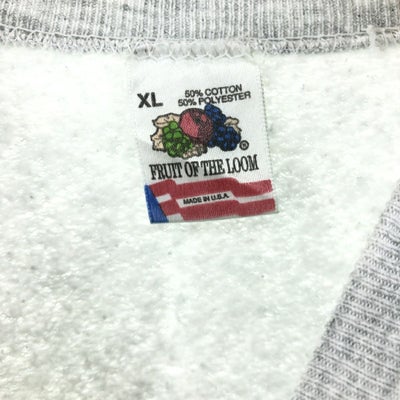 XL
50% COTTON
50% POLYESTER
®
FRUIT OF THE LOOM
MADE IN U.S.A.